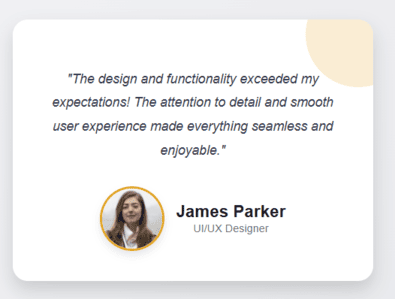 "The design and functionality exceeded my
expectations! The attention to detail and smooth
user experience made everything seamless and
enjoyable."
James Parker
UI/UX Designer